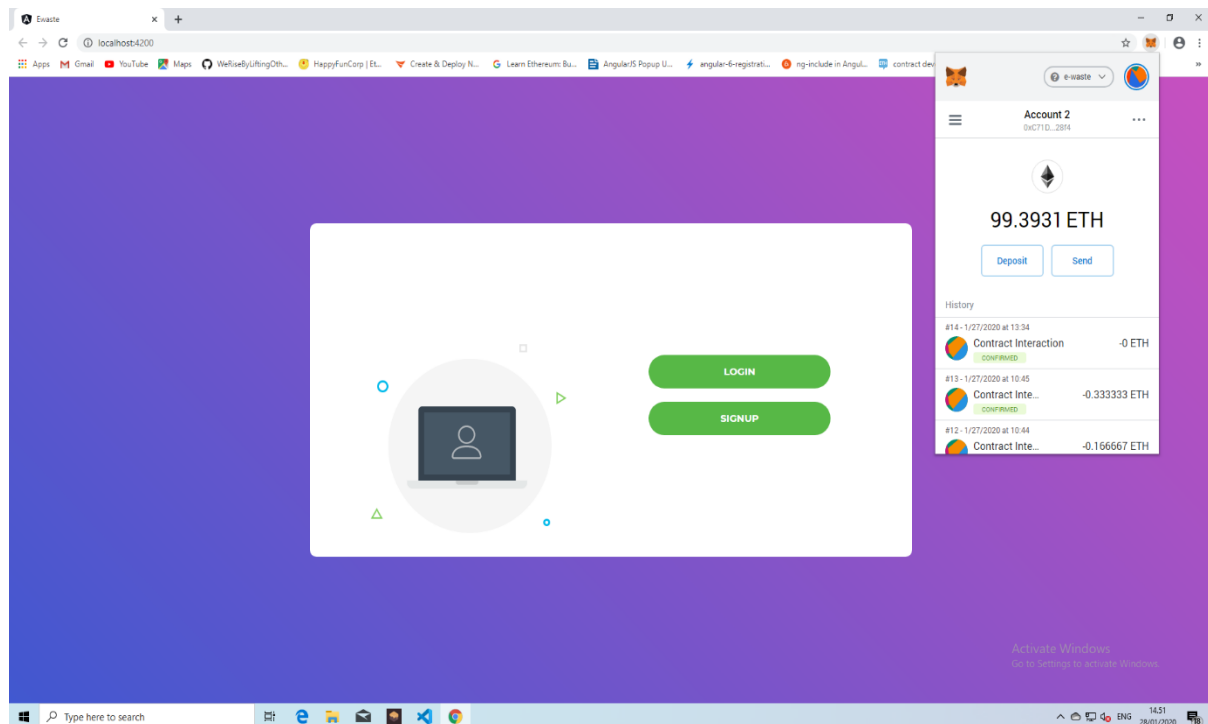 Ewaste
localhost:4200
Apps Gmail YouTube Maps WeRiseByLiftingOth... HappyFunCorp | Et... Create & Deploy N... Learn Ethereum: Bu... AngularJS Popup U... angular-6-registrati... ng-include in Angul... contract dev
e-waste
Account 2
0xC71D...28f4
99.3931 ETH
Deposit Send
History
#14 - 1/27/2020 at 13:34
Contract Interaction -0 ETH
CONFIRMED
#13 - 1/27/2020 at 10:45
Contract Inte... -0.333333 ETH
CONFIRMED
#12 - 1/27/2020 at 10:44
Contract Inte... -0.166667 ETH
LOGIN
SIGNUP
Activate Windows
Go to Settings to activate Windows.
Type here to search
ENG
14.51
28/01/2020